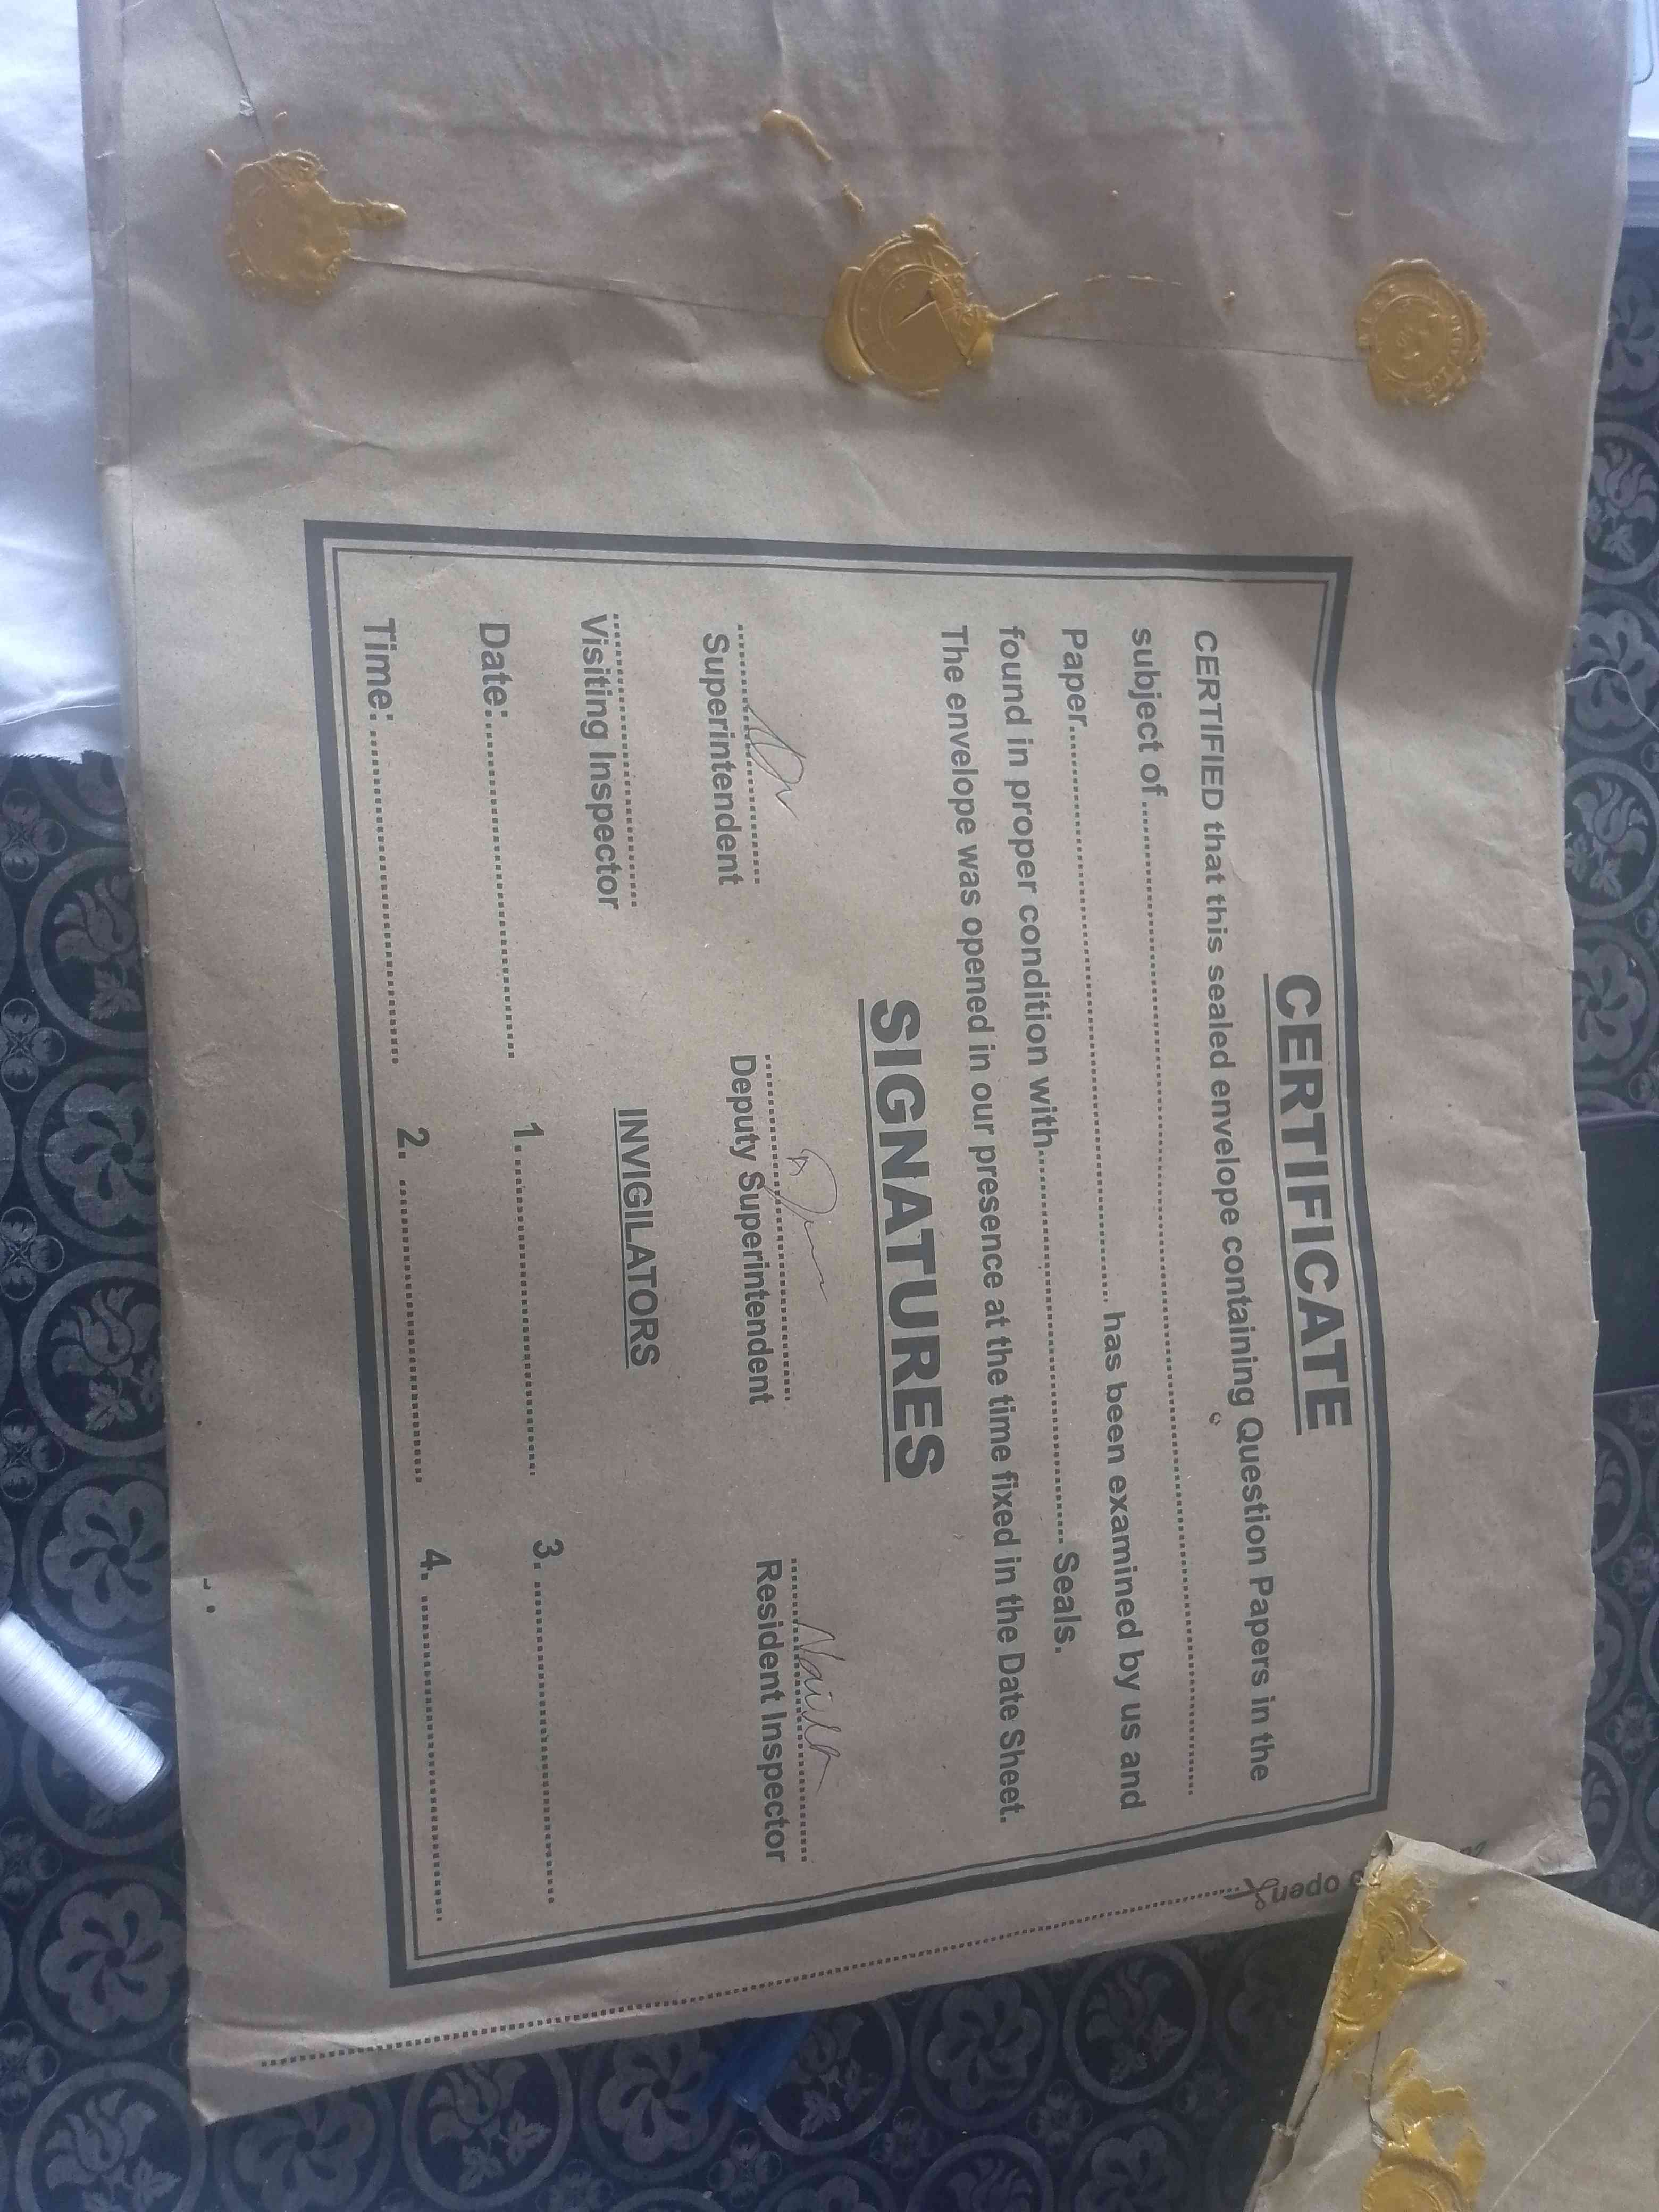 CERTIFICATE
CERTIFIED that this sealed envelope containing Question Papers in the
subject of..........................................................................................
Paper.................................................... has been examined by us and
found in proper condition with............................................ Seals.
The envelope was opened in our presence at the time fixed in the Date Sheet.
SIGNATURES
Superintendent Deputy Superintendent Resident Inspector
Visiting Inspector
INVIGILATORS
Date:.................................... 1.................................... 3. ....................................
Time:.................................... 2. .................................... 4. ....................................
open